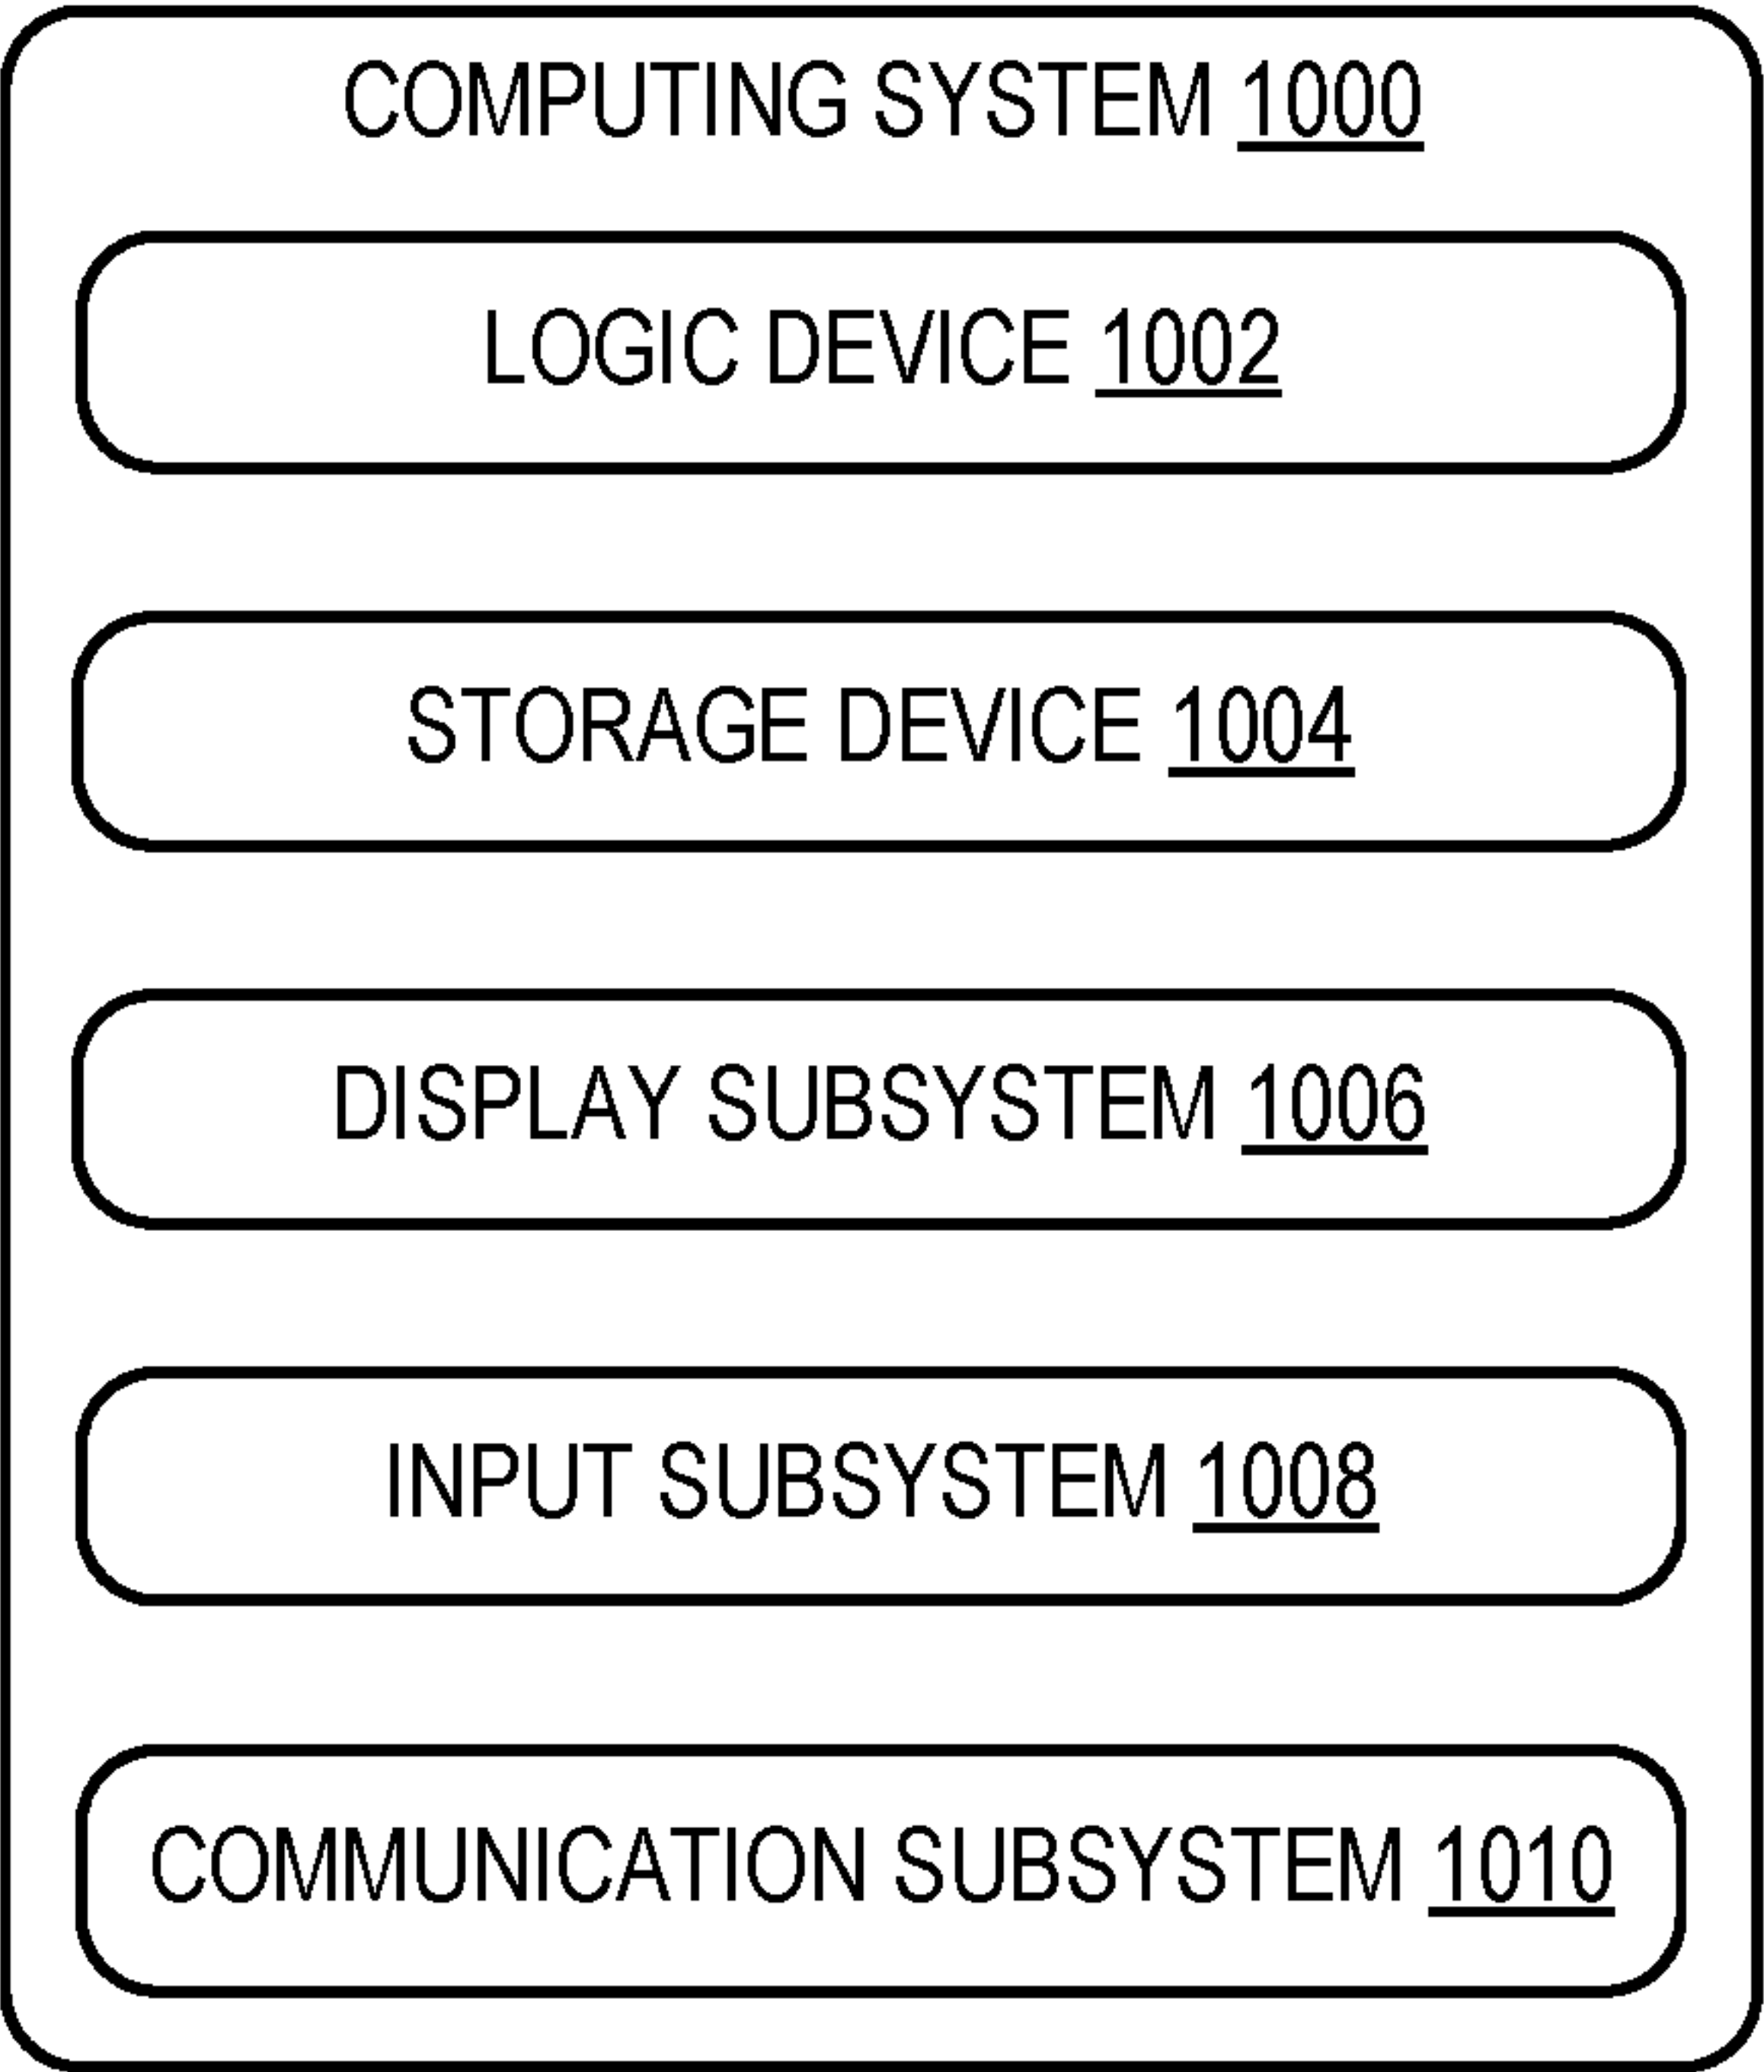 COMPUTING SYSTEM 1000
LOGIC DEVICE 1002
STORAGE DEVICE 1004
DISPLAY SUBSYSTEM 1006
INPUT SUBSYSTEM 1008
COMMUNICATION SUBSYSTEM 1010